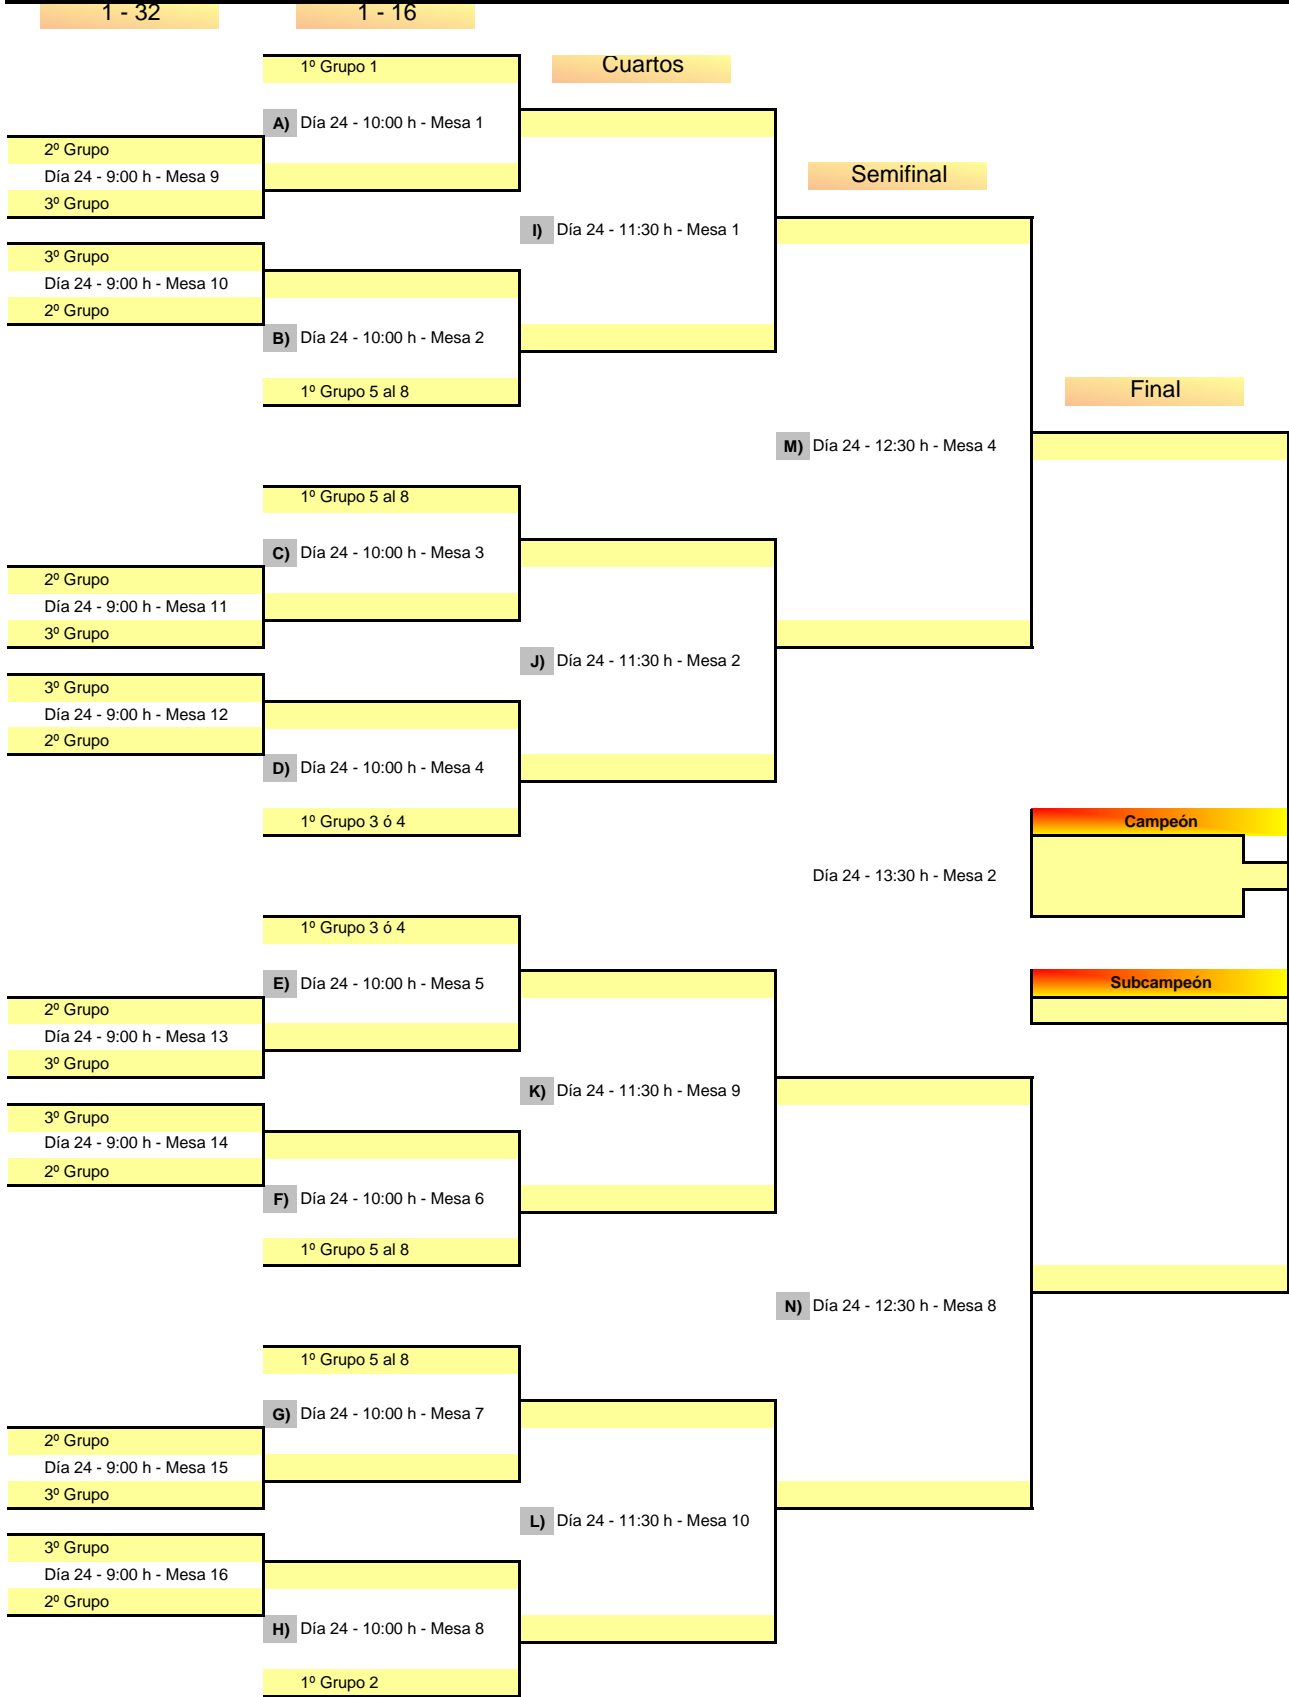 1 - 32
1 - 16
1º Grupo 1
Cuartos
A) Día 24 - 10:00 h - Mesa 1
2º Grupo
Día 24 - 9:00 h - Mesa 9
3º Grupo
Semifinal
I) Día 24 - 11:30 h - Mesa 1
3º Grupo
Día 24 - 9:00 h - Mesa 10
2º Grupo
B) Día 24 - 10:00 h - Mesa 2
1º Grupo 5 al 8
Final
M) Día 24 - 12:30 h - Mesa 4
1º Grupo 5 al 8
C) Día 24 - 10:00 h - Mesa 3
2º Grupo
Día 24 - 9:00 h - Mesa 11
3º Grupo
J) Día 24 - 11:30 h - Mesa 2
3º Grupo
Día 24 - 9:00 h - Mesa 12
2º Grupo
D) Día 24 - 10:00 h - Mesa 4
1º Grupo 3 ó 4
Campeón
Día 24 - 13:30 h - Mesa 2
1º Grupo 3 ó 4
E) Día 24 - 10:00 h - Mesa 5
Subcampeón
2º Grupo
Día 24 - 9:00 h - Mesa 13
3º Grupo
K) Día 24 - 11:30 h - Mesa 9
3º Grupo
Día 24 - 9:00 h - Mesa 14
2º Grupo
F) Día 24 - 10:00 h - Mesa 6
1º Grupo 5 al 8
N) Día 24 - 12:30 h - Mesa 8
1º Grupo 5 al 8
G) Día 24 - 10:00 h - Mesa 7
2º Grupo
Día 24 - 9:00 h - Mesa 15
3º Grupo
L) Día 24 - 11:30 h - Mesa 10
3º Grupo
Día 24 - 9:00 h - Mesa 16
2º Grupo
H) Día 24 - 10:00 h - Mesa 8
1º Grupo 2